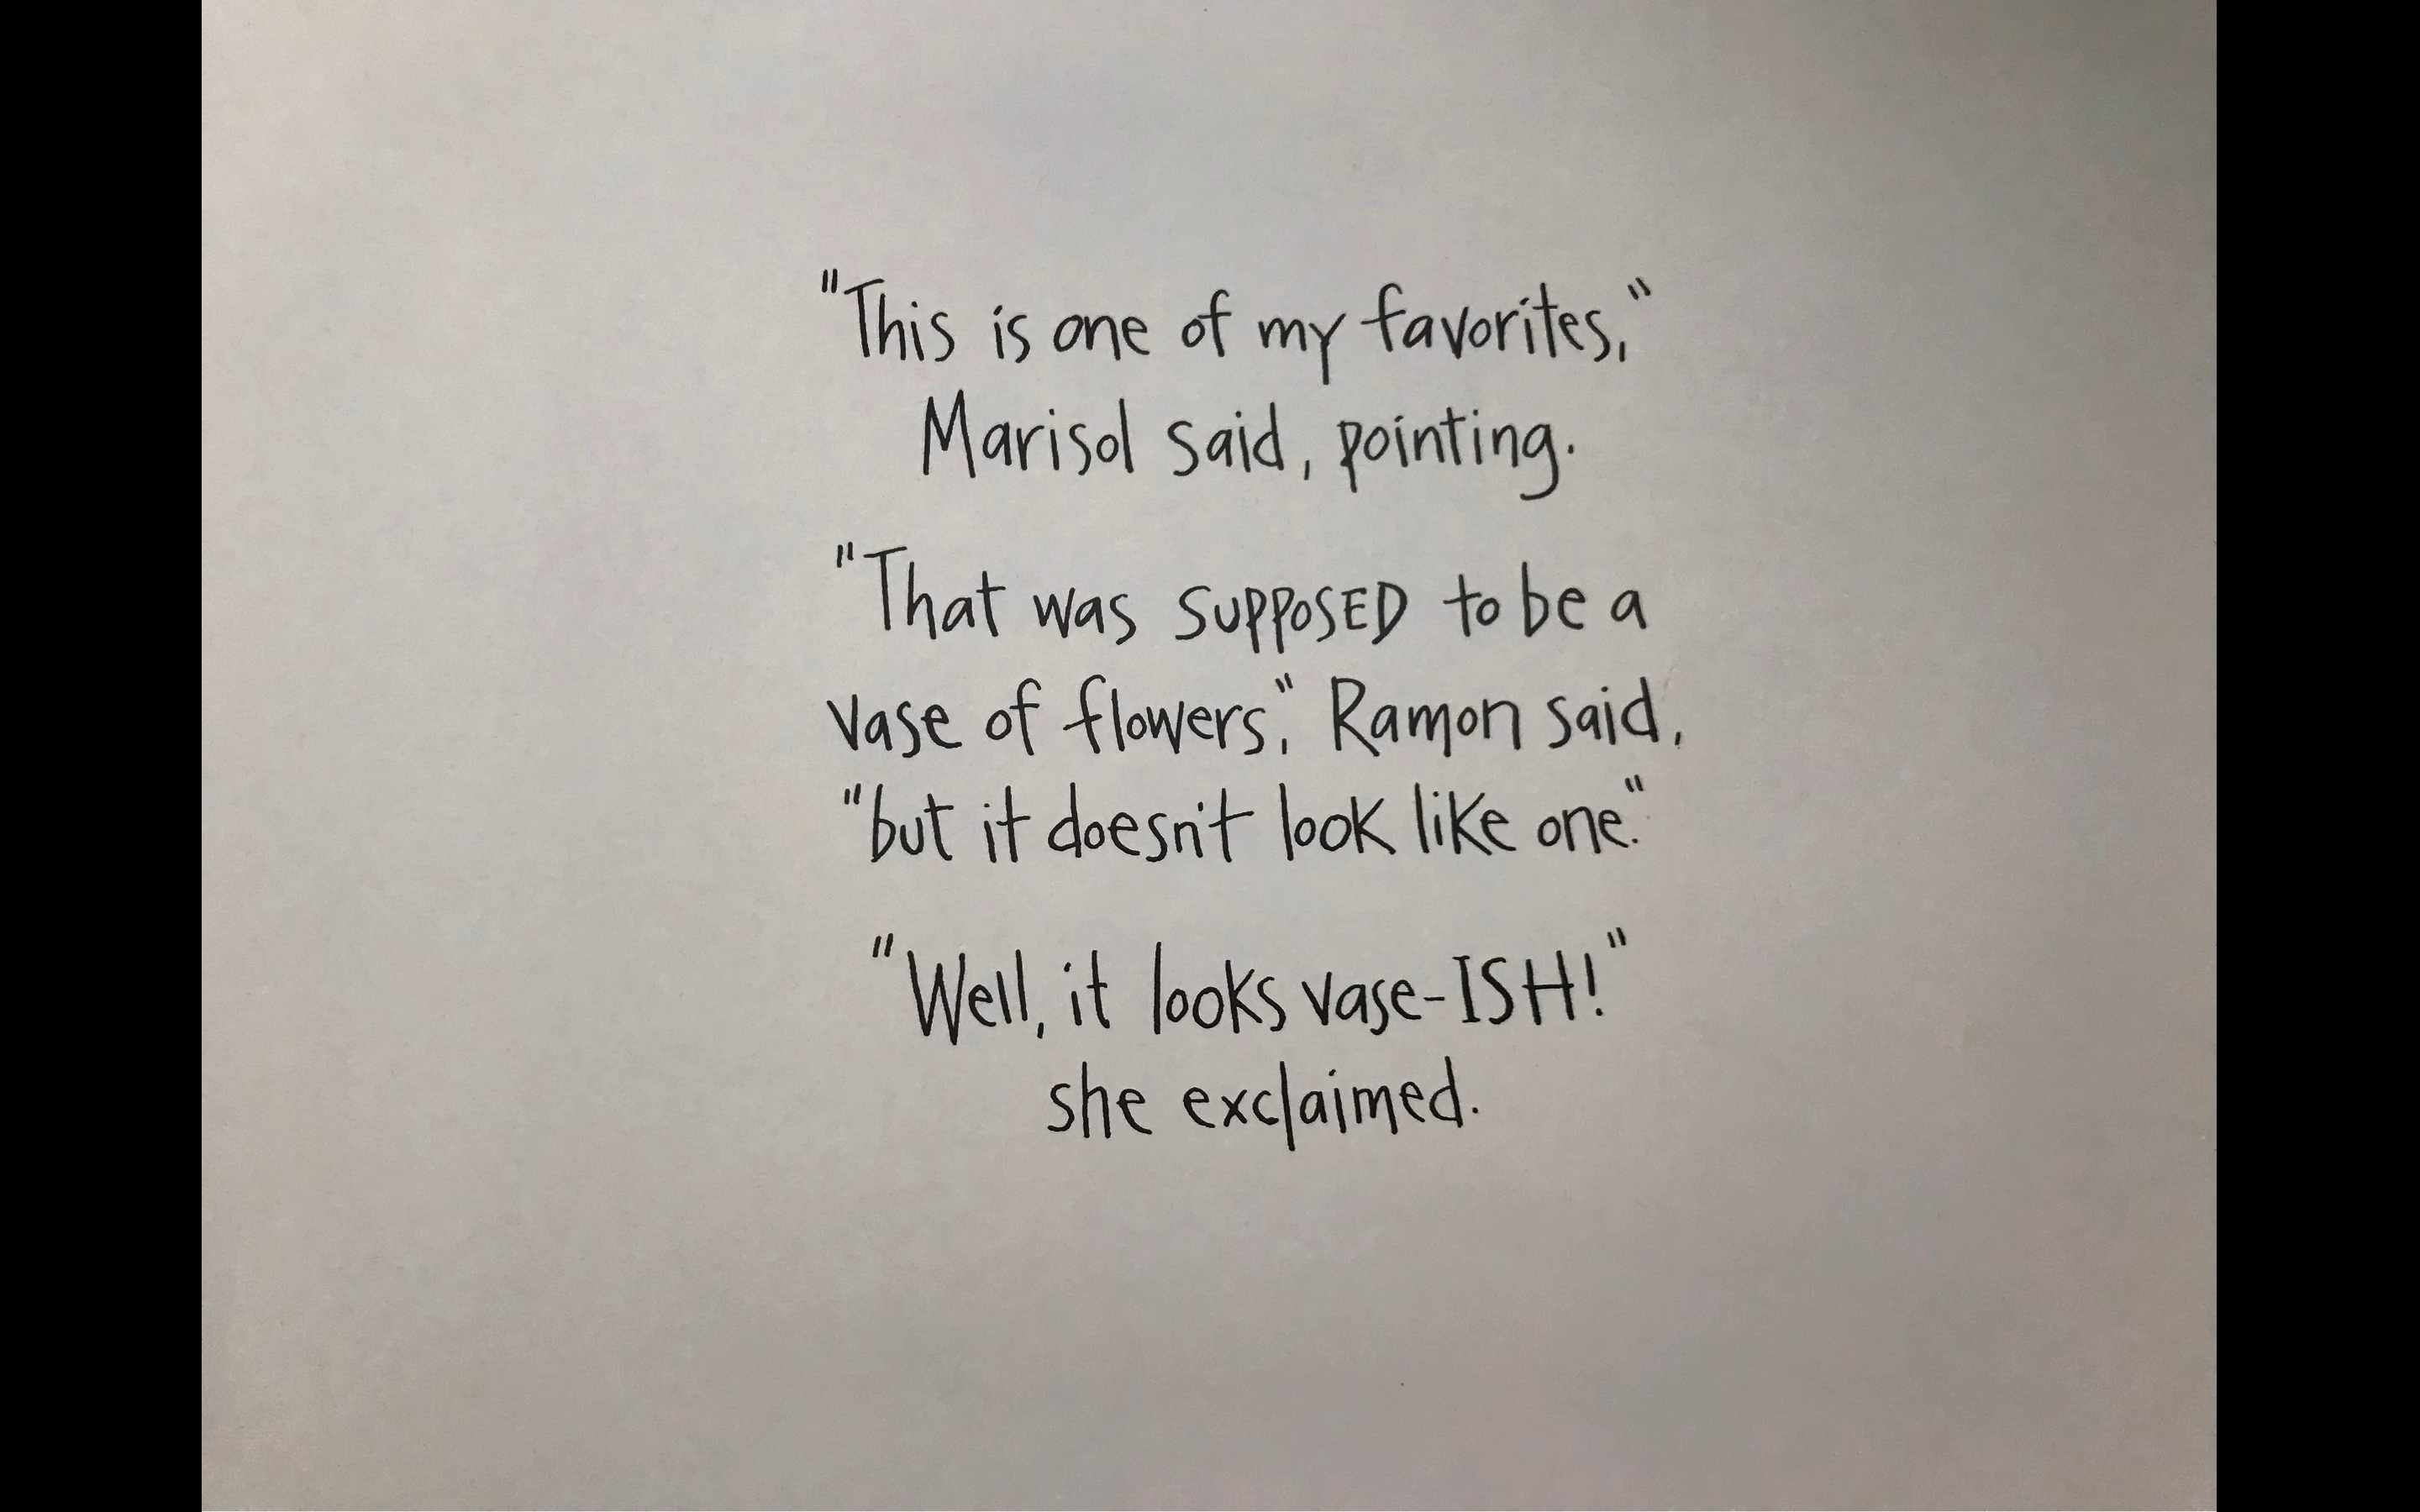 "This is one of my favorites,"
Marisol said, pointing.
"That was SUPPOSED to be a
vase of flowers," Ramon said,
"but it doesn't look like one."
"Well, it looks vase-ISH!"
she exclaimed.